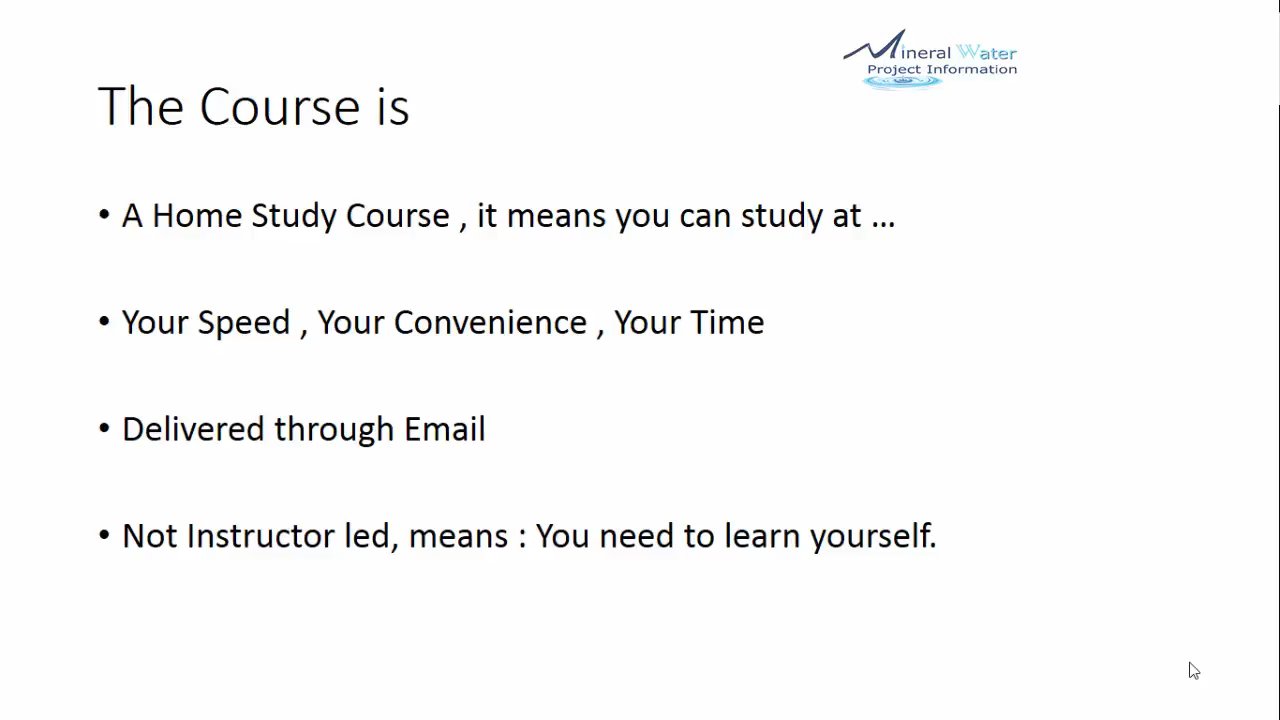 Mineral Water
Project Information
The Course is
• A Home Study Course , it means you can study at ...
• Your Speed , Your Convenience , Your Time
• Delivered through Email
• Not Instructor led, means : You need to learn yourself.